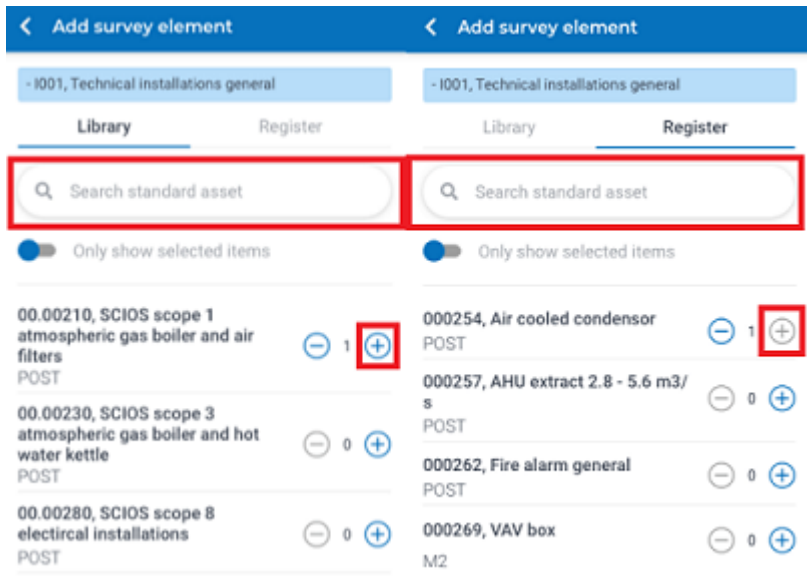 Add survey element
- I001, Technical installations general
Library Register
Search standard asset
Only show selected items
00.00210, SCIOS scope 1
atmospheric gas boiler and air
filters
POST
1
00.00230, SCIOS scope 3
atmospheric gas boiler and hot
water kettle
POST
0
00.00280, SCIOS scope 8
electircal installations
POST
0
Add survey element
- I001, Technical installations general
Library Register
Search standard asset
Only show selected items
000254, Air cooled condensor
POST
1
000257, AHU extract 2.8 - 5.6 m3/
s
POST
0
000262, Fire alarm general
POST
0
000269, VAV box
M2
0